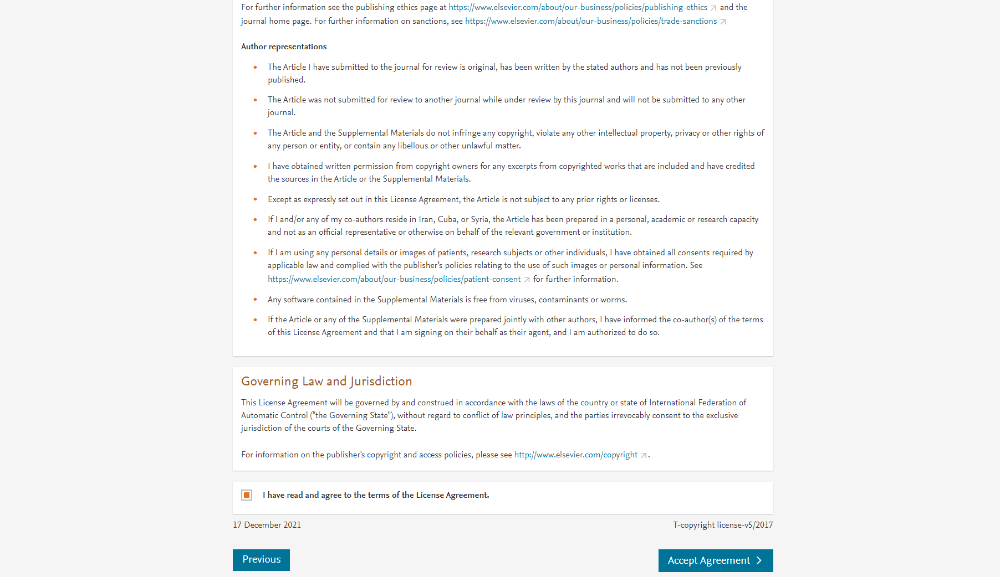 For further information see the publishing ethics page at https://www.elsevier.com/about/our-business/policies/publishing-ethics and the
journal home page. For further information on sanctions, see https://www.elsevier.com/about/our-business/policies/trade-sanctions
Author representations
The Article I have submitted to the journal for review is original, has been written by the stated authors and has not been previously
published.
The Article was not submitted for review to another journal while under review by this journal and will not be submitted to any other
journal.
The Article and the Supplemental Materials do not infringe any copyright, violate any other intellectual property, privacy or other rights of
any person or entity, or contain any libellous or other unlawful matter.
I have obtained written permission from copyright owners for any excerpts from copyrighted works that are included and have credited
the sources in the Article or the Supplemental Materials.
Except as expressly set out in this License Agreement, the Article is not subject to any prior rights or licenses.
If I and/or any of my co-authors reside in Iran, Cuba, or Syria, the Article has been prepared in a personal, academic or research capacity
and not as an official representative or otherwise on behalf of the relevant government or institution.
If I am using any personal details or images of patients, research subjects or other individuals, I have obtained all consents required by
applicable law and complied with the publisher’s policies relating to the use of such images or personal information. See
https://www.elsevier.com/about/our-business/policies/patient-consent for further information.
Any software contained in the Supplemental Materials is free from viruses, contaminants or worms.
If the Article or any of the Supplemental Materials were prepared jointly with other authors, I have informed the co-author(s) of the terms
of this License Agreement and that I am signing on their behalf as their agent, and I am authorized to do so.
Governing Law and Jurisdiction
This License Agreement will be governed by and construed in accordance with the laws of the country or state of International Federation of
Automatic Control ("the Governing State"), without regard to conflict of law principles, and the parties irrevocably consent to the exclusive
jurisdiction of the courts of the Governing State.
For information on the publisher's copyright and access policies, please see http://www.elsevier.com/copyright .
I have read and agree to the terms of the License Agreement.
17 December 2021 T-copyright license-v5/2017
Previous Accept Agreement